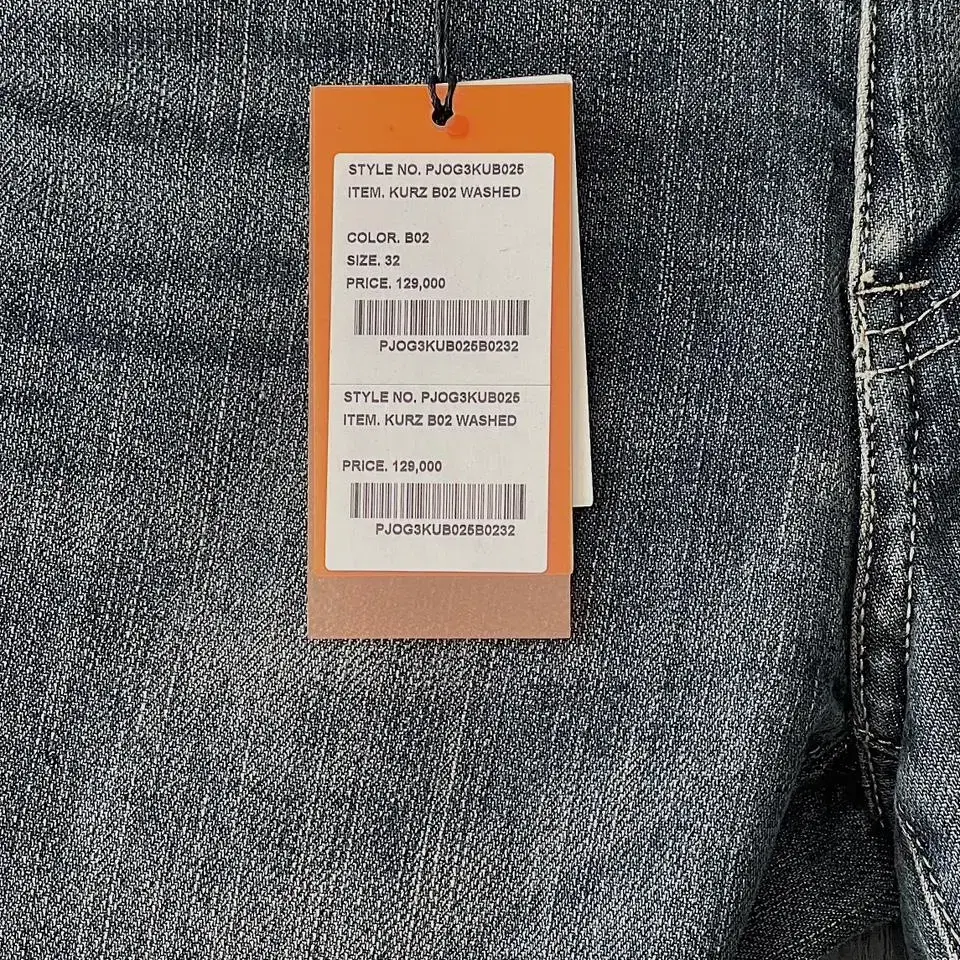 STYLE NO. PJOG3KUB025
ITEM. KURZ B02 WASHED
COLOR. B02
SIZE. 32
PRICE. 129,000
PJOG3KUB025B0232
STYLE NO. PJOG3KUB025
ITEM. KURZ B02 WASHED
PRICE. 129,000
PJOG3KUB025B0232